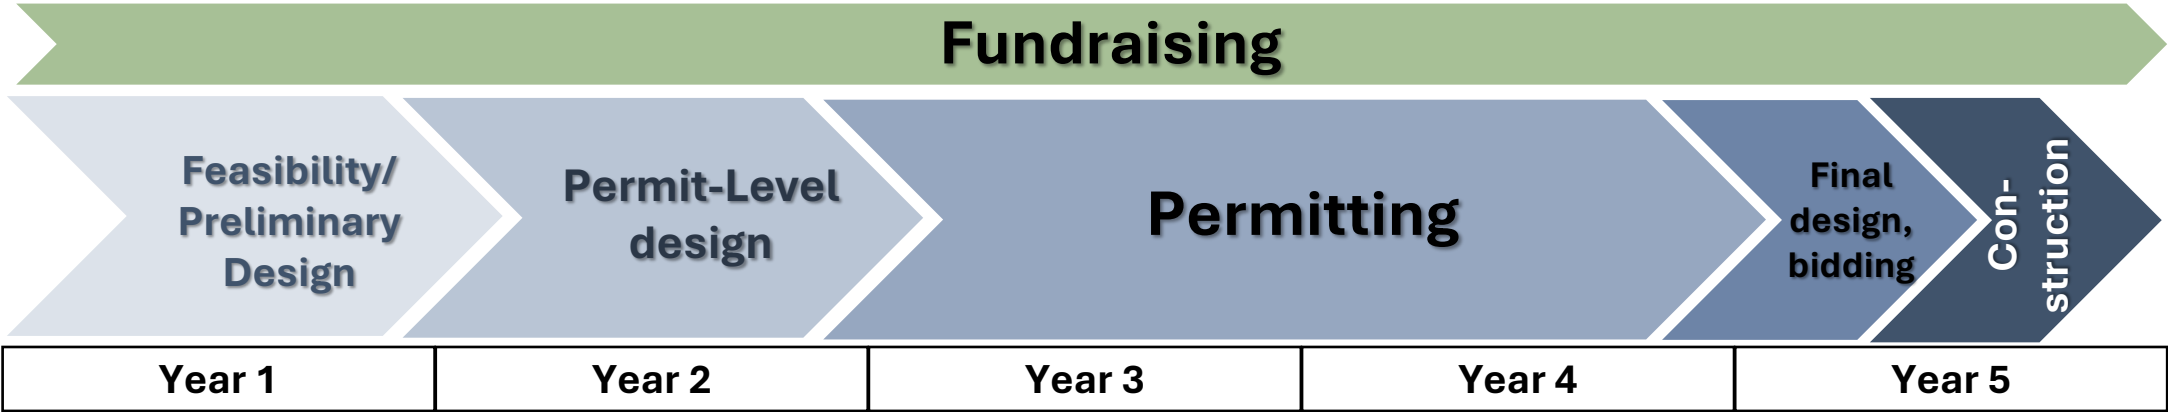 Fundraising
Feasibility/
Preliminary
Design
Permit-Level
design
Permitting
Final
design,
bidding
Con-
struction
Year 1
Year 2
Year 3
Year 4
Year 5